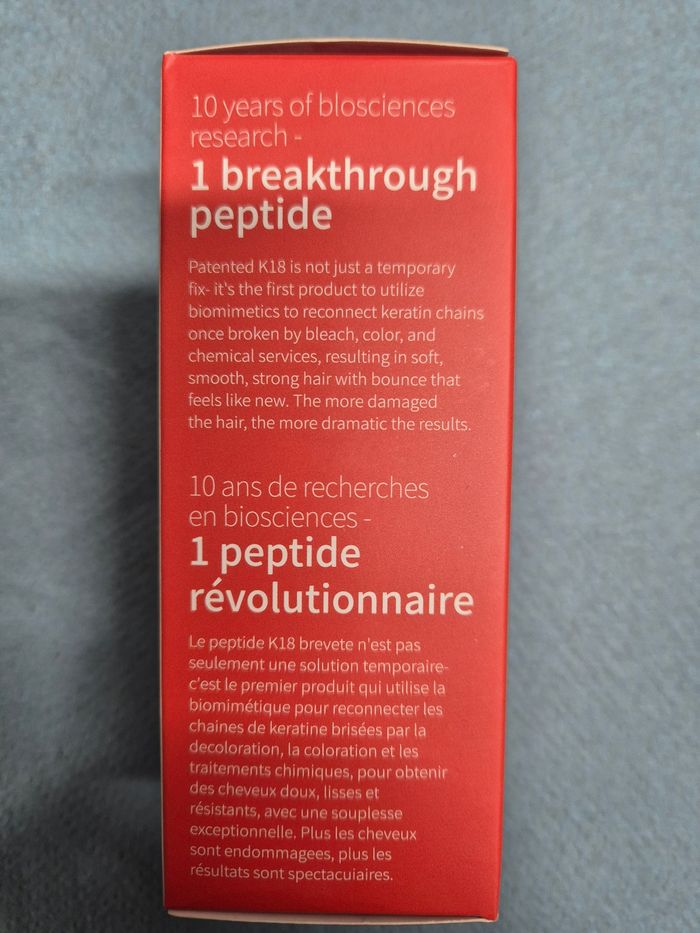 10 years of blosciences
research -
1 breakthrough
peptide
Patented K18 is not just a temporary
fix- it's the first product to utilize
biomimetics to reconnect keratin chains
once broken by bleach, color, and
chemical services, resulting in soft,
smooth, strong hair with bounce that
feels like new. The more damaged
the hair, the more dramatic the results.
10 ans de recherches
en biosciences -
1 peptide
révolutionnaire
Le peptide K18 brevete n'est pas
seulement une solution temporaire-
c'est le premier produit qui utilise la
biomimétique pour reconnecter les
chaines de keratine brisées par la
decoloration, la coloration et les
traitements chimiques, pour obtenir
des cheveux doux, lisses et
résistants, avec une souplesse
exceptionnelle. Plus les cheveux
sont endommagees, plus les
résultats sont spectacuiaires.